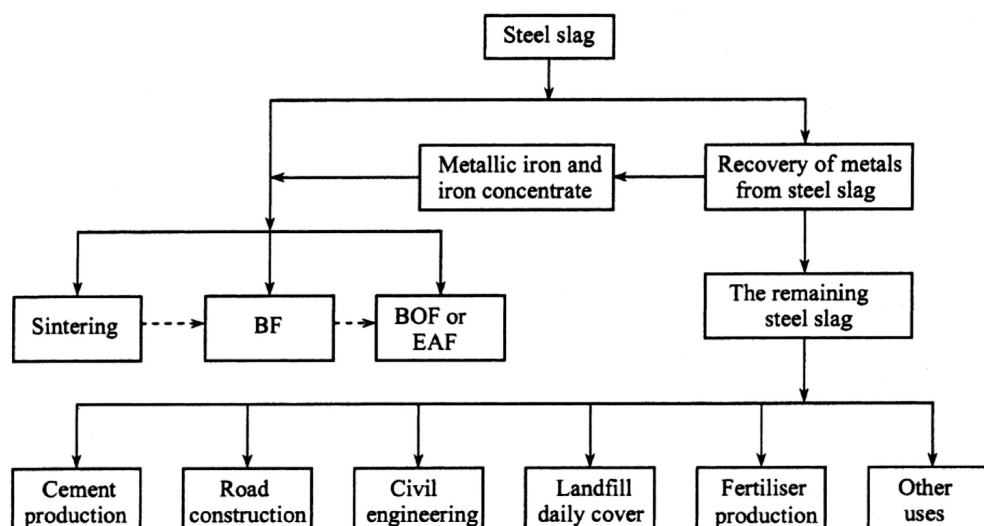 Steel slag
Metallic iron and
iron concentrate
Recovery of metals
from steel slag
Sintering
BF
BOF or
EAF
The remaining
steel slag
Cement
production
Road
construction
Civil
engineering
Landfill
daily cover
Fertiliser
production
Other
uses